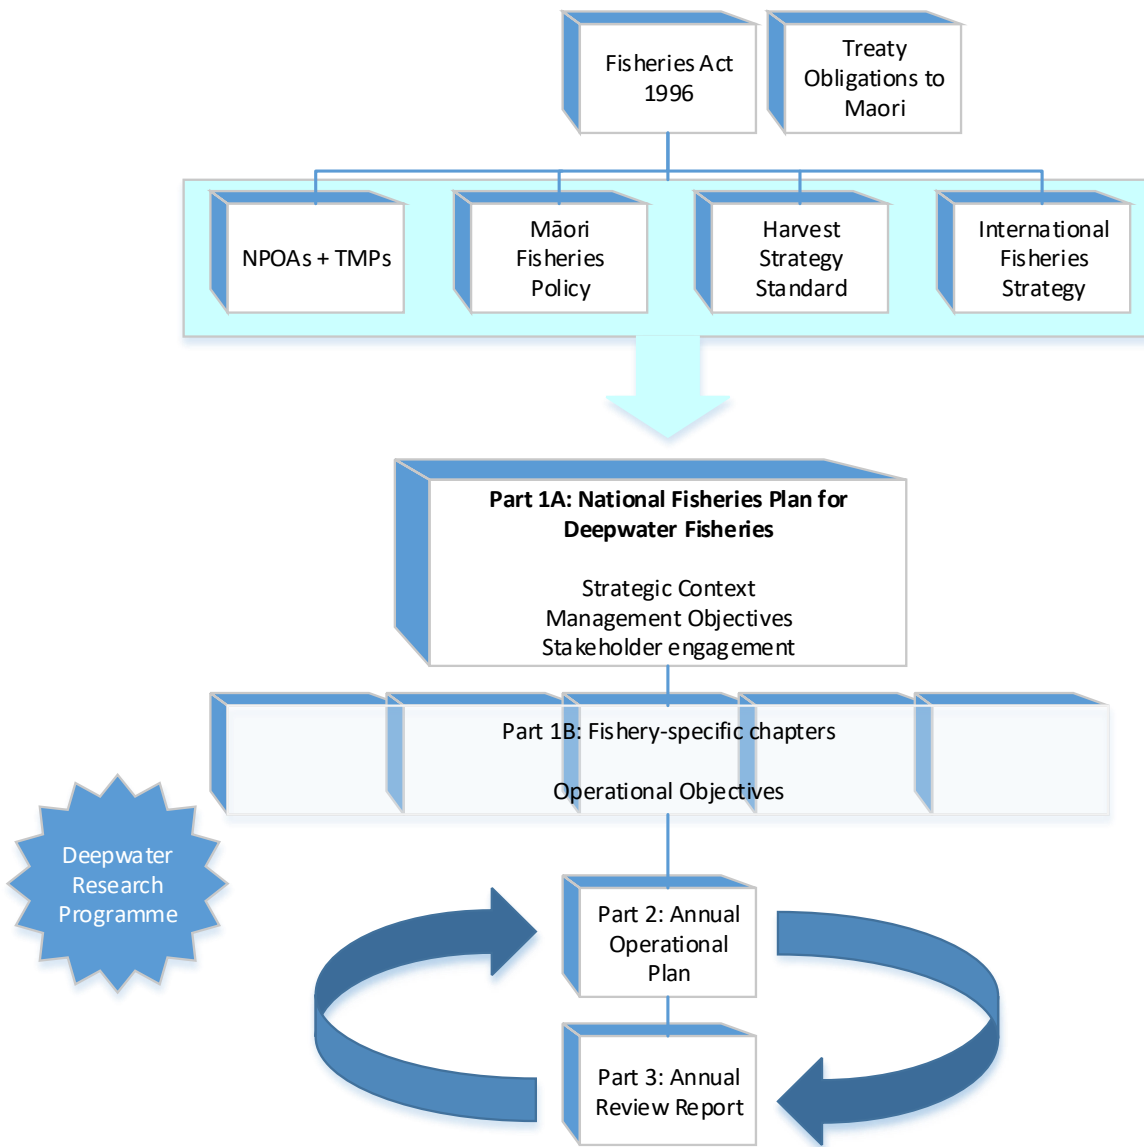 Fisheries Act
1996
Treaty
Obligations to
Maori
NPOAs + TMPs
Māori
Fisheries
Policy
Harvest
Strategy
Standard
International
Fisheries
Strategy
Part 1A: National Fisheries Plan for
Deepwater Fisheries
Strategic Context
Management Objectives
Stakeholder engagement
Part 1B: Fishery-specific chapters
Operational Objectives
Deepwater
Research
Programme
Part 2: Annual
Operational
Plan
Part 3: Annual
Review Report